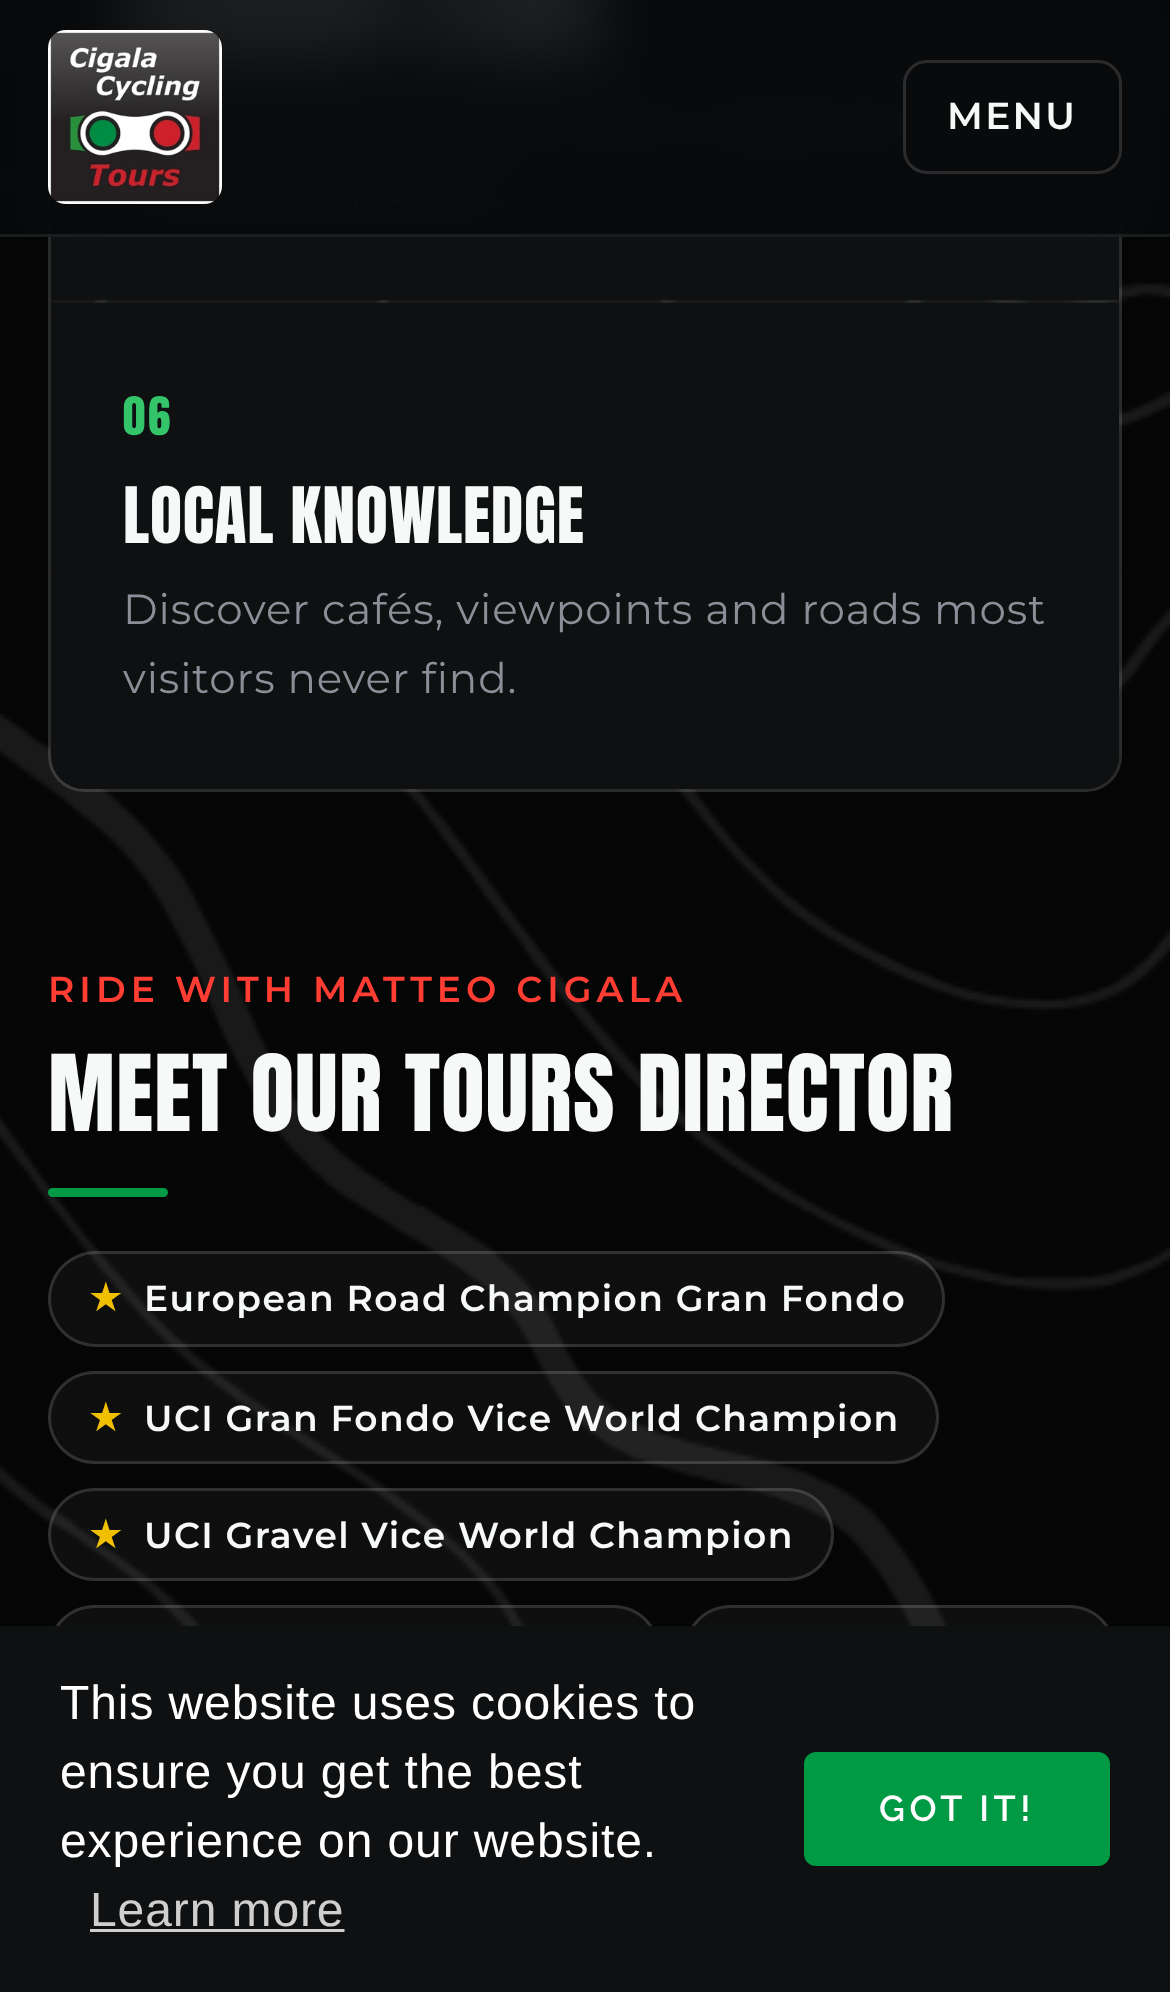 Cigala
Cycling
Tours
MENU
06
LOCAL KNOWLEDGE
Discover cafés, viewpoints and roads most
visitors never find.
RIDE WITH MATTEO CIGALA
MEET OUR TOURS DIRECTOR
★ European Road Champion Gran Fondo
★ UCI Gran Fondo Vice World Champion
★ UCI Gravel Vice World Champion
This website uses cookies to
ensure you get the best
experience on our website.
Learn more
GOT IT!